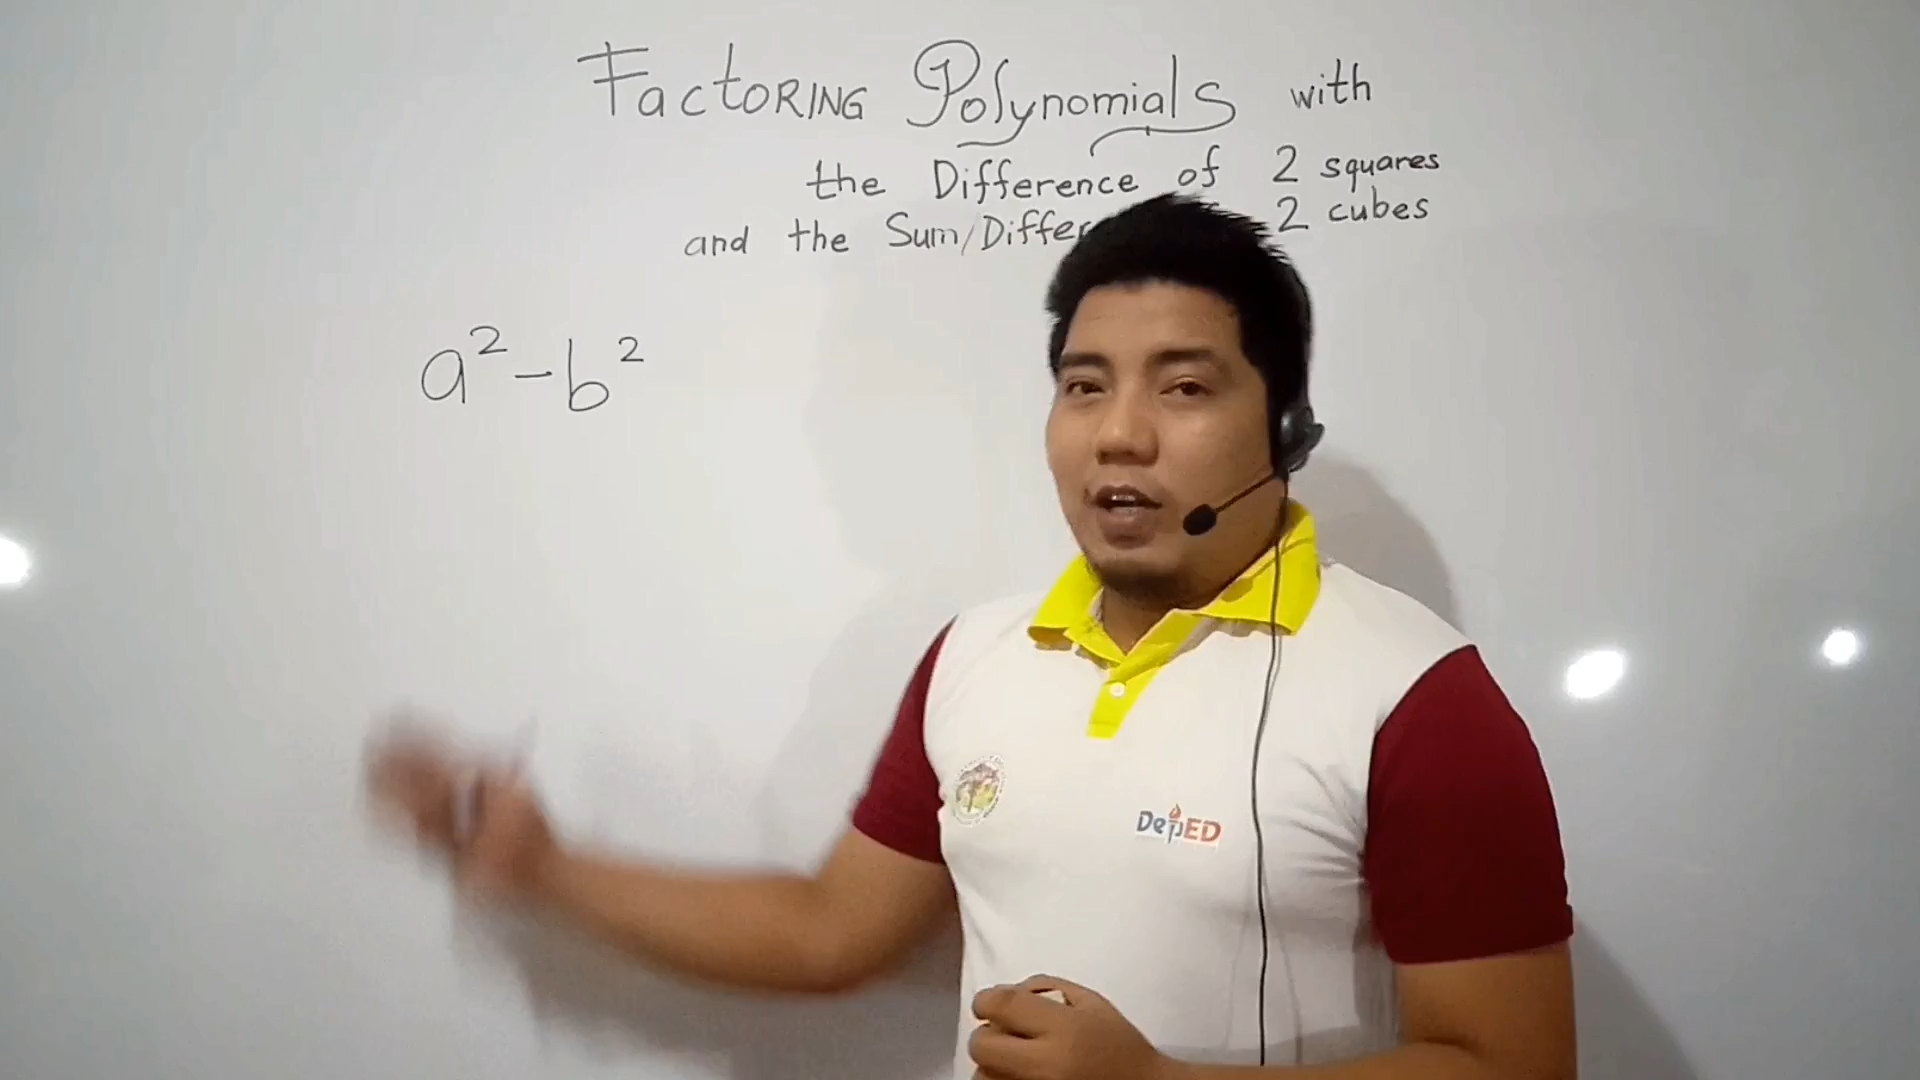 FactoRING Polynomials with
the Difference of 2 squares
and the Sum/Differ 2 cubes
a² - b²
DepED